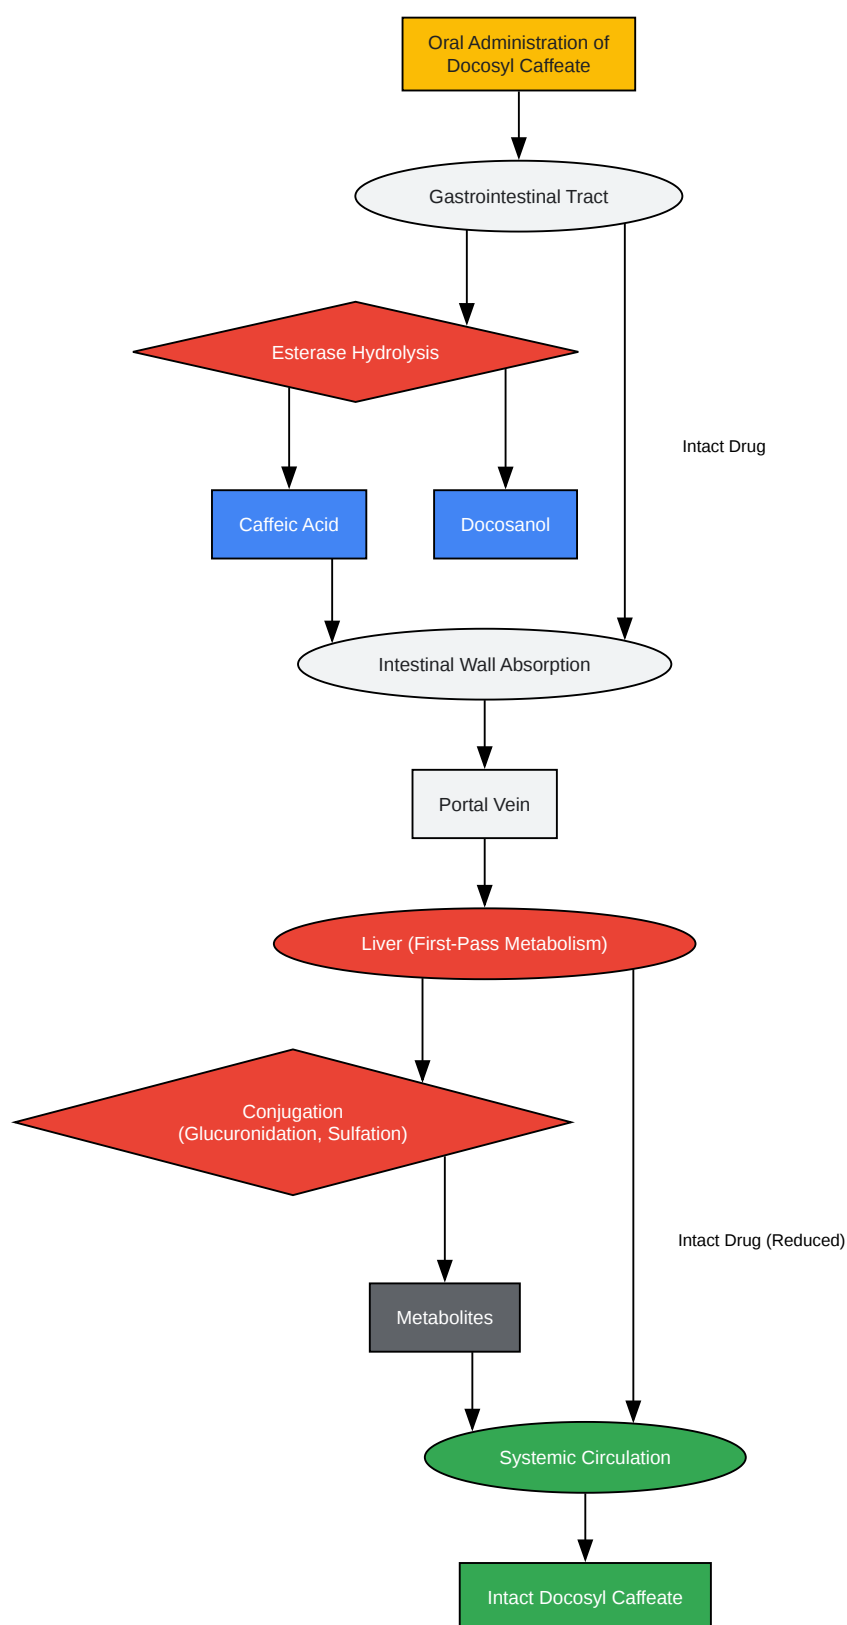 Oral Administration of
Docosyl Caffeate
Gastrointestinal Tract
Esterase Hydrolysis
Intact Drug
Caffeic Acid
Docosanol
Intestinal Wall Absorption
Portal Vein
Liver (First-Pass Metabolism)
Conjugation
(Glucuronidation, Sulfation)
Intact Drug (Reduced)
Metabolites
Systemic Circulation
Intact Docosyl Caffeate